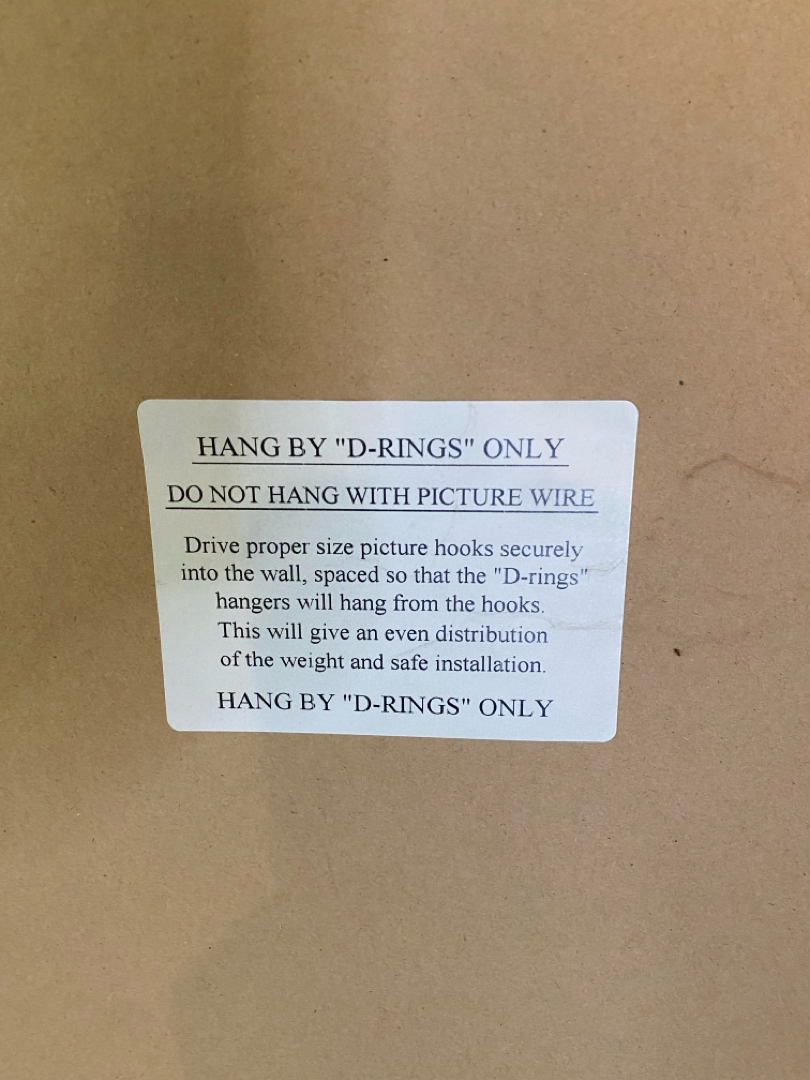 HANG BY "D-RINGS" ONLY
DO NOT HANG WITH PICTURE WIRE
Drive proper size picture hooks securely
into the wall, spaced so that the "D-rings"
hangers will hang from the hooks.
This will give an even distribution
of the weight and safe installation.
HANG BY "D-RINGS" ONLY